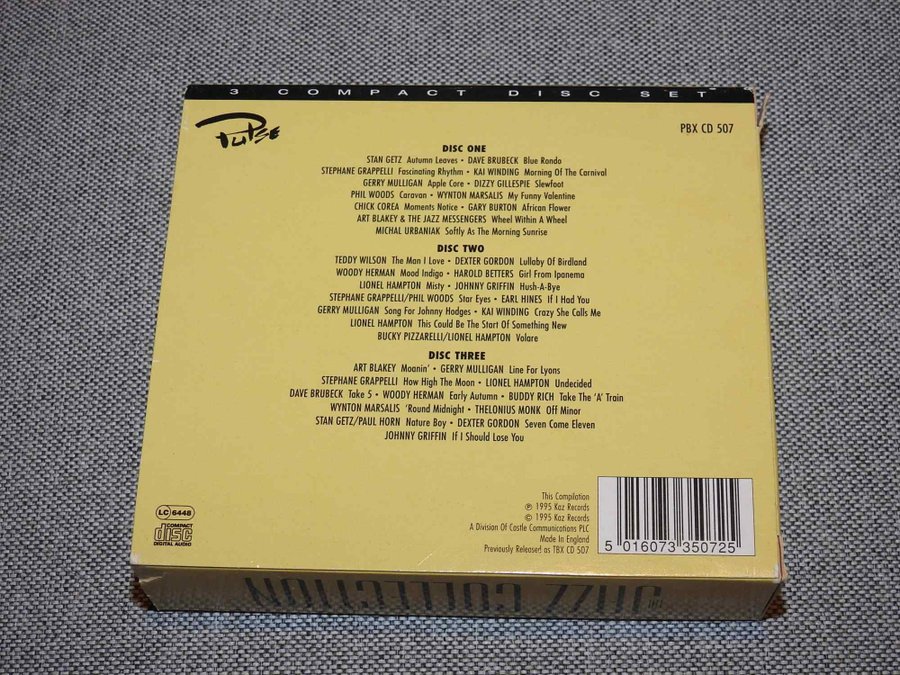 3 COMPACT DISC SET
Pulse
PBX CD 507
DISC ONE
STAN GETZ Autumn Leaves • DAVE BRUBECK Blue Rondo
STEPHANE GRAPPELLI Fascinating Rhythm • KAI WINDING Morning Of The Carnival
GERRY MULLIGAN Apple Core • DIZZY GILLESPIE Slewfoot
PHIL WOODS Caravan • WYNTON MARSALIS My Funny Valentine
CHICK COREA Moments Notice • GARY BURTON African Flower
ART BLAKEY & THE JAZZ MESSENGERS Wheel Within A Wheel
MICHAL URBANIAK Softly As The Morning Sunrise
DISC TWO
TEDDY WILSON The Man I Love • DEXTER GORDON Lullaby Of Birdland
WOODY HERMAN Mood Indigo • HAROLD BETTERS Girl From Ipanema
LIONEL HAMPTON Misty • JOHNNY GRIFFIN Hush-A-Bye
STEPHANE GRAPPELLI/PHIL WOODS Star Eyes • EARL HINES If I Had You
GERRY MULLIGAN Song For Johnny Hodges • KAI WINDING Crazy She Calls Me
LIONEL HAMPTON This Could Be The Start Of Something New
BUCKY PIZZARELLI/LIONEL HAMPTON Volare
DISC THREE
ART BLAKEY Moanin' • GERRY MULLIGAN Line For Lyons
STEPHANE GRAPPELLI How High The Moon • LIONEL HAMPTON Undecided
DAVE BRUBECK Take 5 • WOODY HERMAN Early Autumn • BUDDY RICH Take The 'A' Train
WYNTON MARSALIS 'Round Midnight • THELONIUS MONK Off Minor
STAN GETZ/PAUL HORN Nature Boy • DEXTER GORDON Seven Come Eleven
JOHNNY GRIFFIN If I Should Lose You
LC 6448
COMPACT
disc
DIGITAL AUDIO
This Compilation
℗ 1995 Kaz Records
© 1995 Kaz Records
A Division Of Castle Communications PLC
Made In England
Previously Released as TBX CD 507
5 016073 350725
THE JAZZ COLLECTION